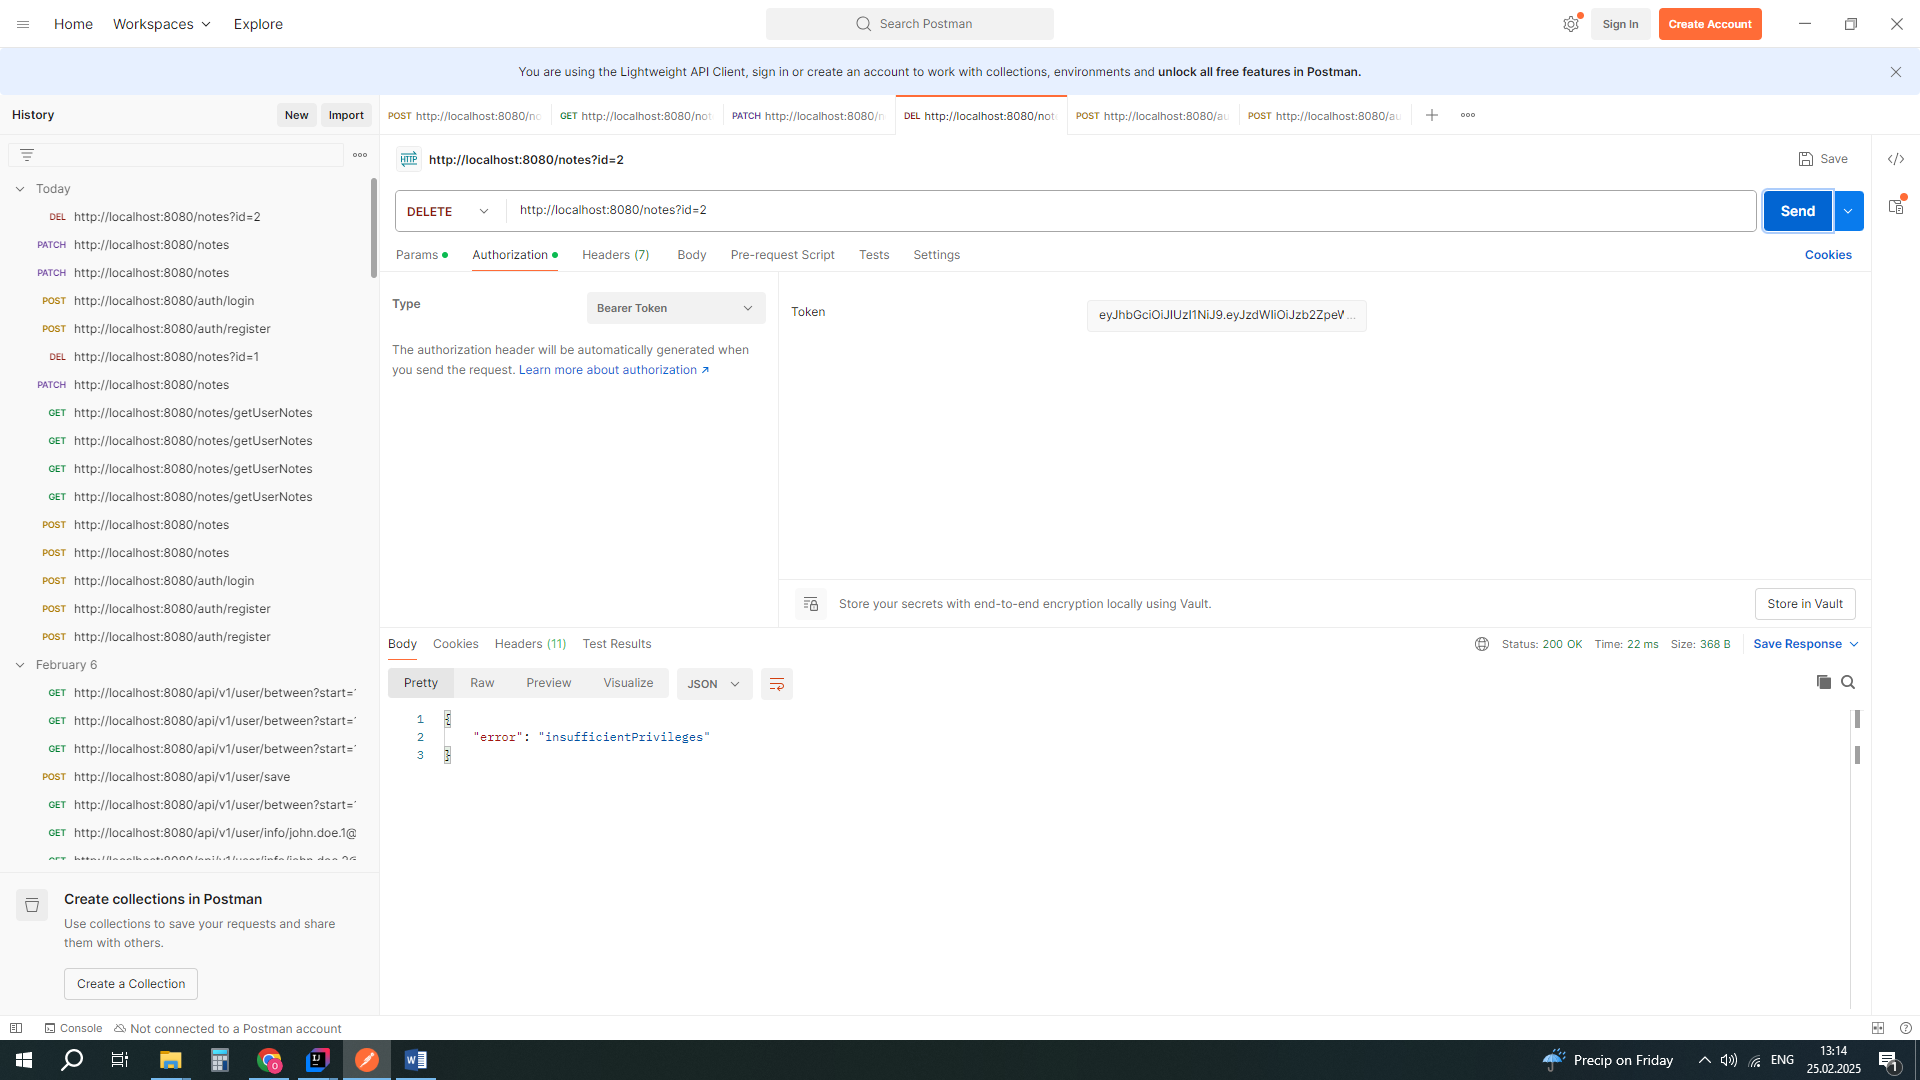 Home
Workspaces
Explore
Search Postman
Sign In
Create Account
You are using the Lightweight API Client, sign in or create an account to work with collections, environments and unlock all free features in Postman.
History
New
Import
POST http://localhost:8080/no
GET http://localhost:8080/not
PATCH http://localhost:8080/n
DEL http://localhost:8080/not
POST http://localhost:8080/au
POST http://localhost:8080/au
HTTP
http://localhost:8080/notes?id=2
Save
DELETE
http://localhost:8080/notes?id=2
Send
Params
Authorization
Headers (7)
Body
Pre-request Script
Tests
Settings
Cookies
Today
DEL http://localhost:8080/notes?id=2
PATCH http://localhost:8080/notes
PATCH http://localhost:8080/notes
POST http://localhost:8080/auth/login
POST http://localhost:8080/auth/register
DEL http://localhost:8080/notes?id=1
PATCH http://localhost:8080/notes
GET http://localhost:8080/notes/getUserNotes
GET http://localhost:8080/notes/getUserNotes
GET http://localhost:8080/notes/getUserNotes
GET http://localhost:8080/notes/getUserNotes
POST http://localhost:8080/notes
POST http://localhost:8080/notes
POST http://localhost:8080/auth/login
POST http://localhost:8080/auth/register
POST http://localhost:8080/auth/register
February 6
GET http://localhost:8080/api/v1/user/between?start=
GET http://localhost:8080/api/v1/user/between?start=
GET http://localhost:8080/api/v1/user/between?start=
POST http://localhost:8080/api/v1/user/save
GET http://localhost:8080/api/v1/user/between?start=
GET http://localhost:8080/api/v1/user/info/john.doe.1@
Type
Bearer Token
The authorization header will be automatically generated when
you send the request. Learn more about authorization ↗
Token
eyJhbGciOiJIUzI1NiJ9.eyJzdWIiOiJzb2ZpeV ...
Store your secrets with end-to-end encryption locally using Vault.
Store in Vault
Body
Cookies
Headers (11)
Test Results
Status: 200 OK
Time: 22 ms
Size: 368 B
Save Response
Pretty
Raw
Preview
Visualize
JSON
1 {
2 "error": "insufficientPrivileges"
3 }
Create collections in Postman
Use collections to save your requests and share
them with others.
Create a Collection
Console
Not connected to a Postman account
Precip on Friday
ENG
13:14
25.02.2025
1